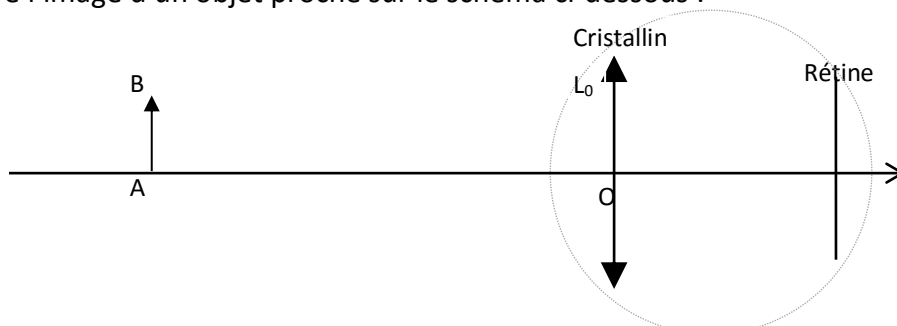 e l'image d'un objet proche sur le schéma ci-dessous :
Cristallin
B
L₀
Rétine
A
O